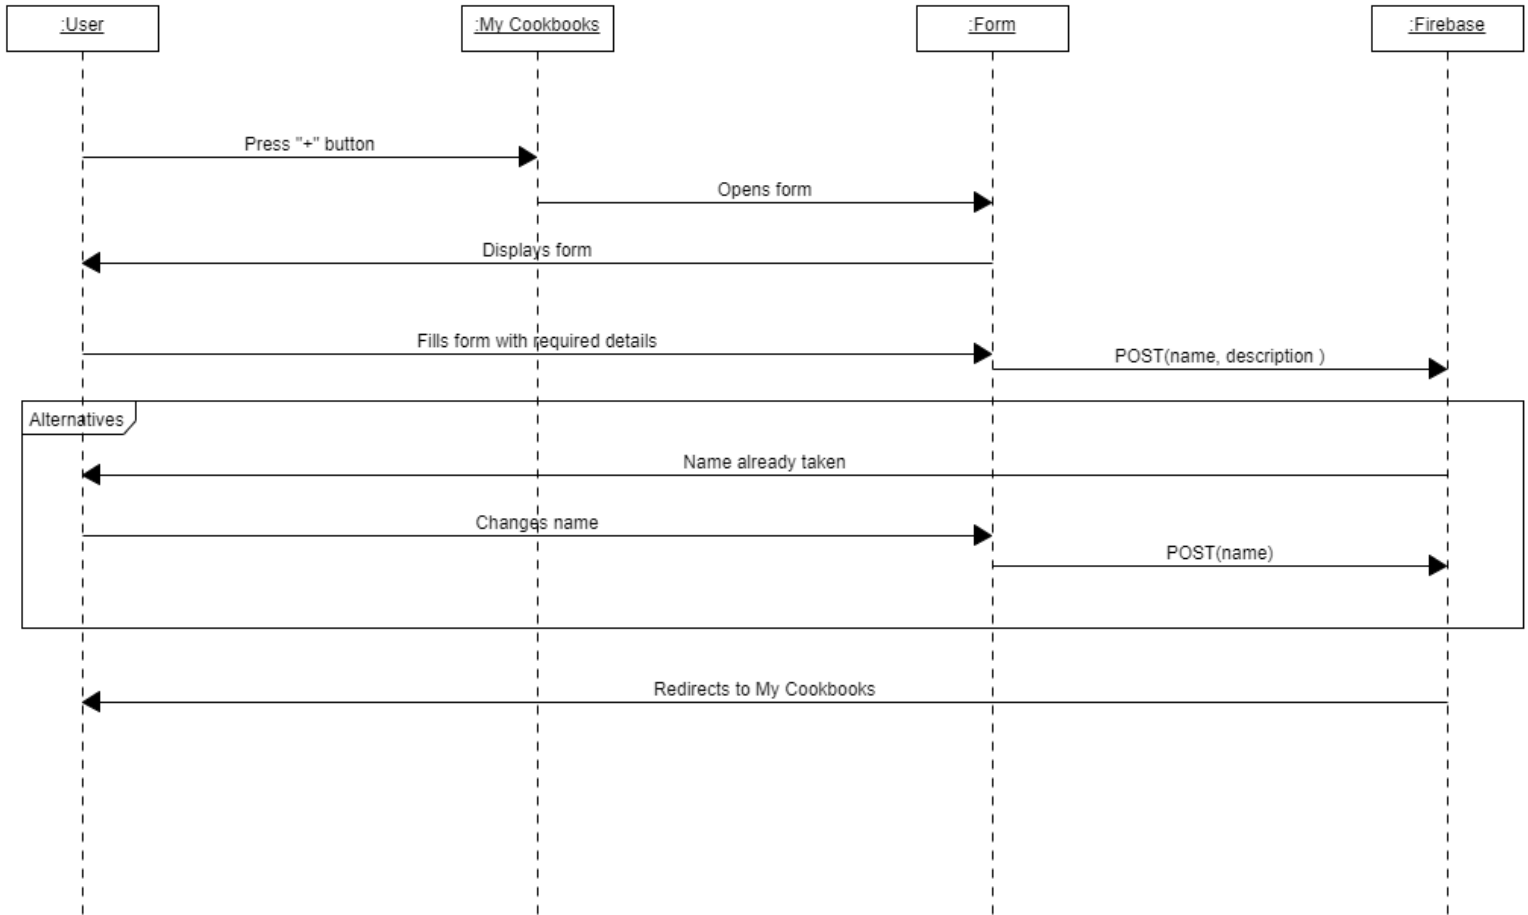 :User
:My Cookbooks
:Form
:Firebase
Press "+" button
Opens form
Displays form
Fills form with required details
POST(name, description )
Alternatives
Name already taken
Changes name
POST(name)
Redirects to My Cookbooks